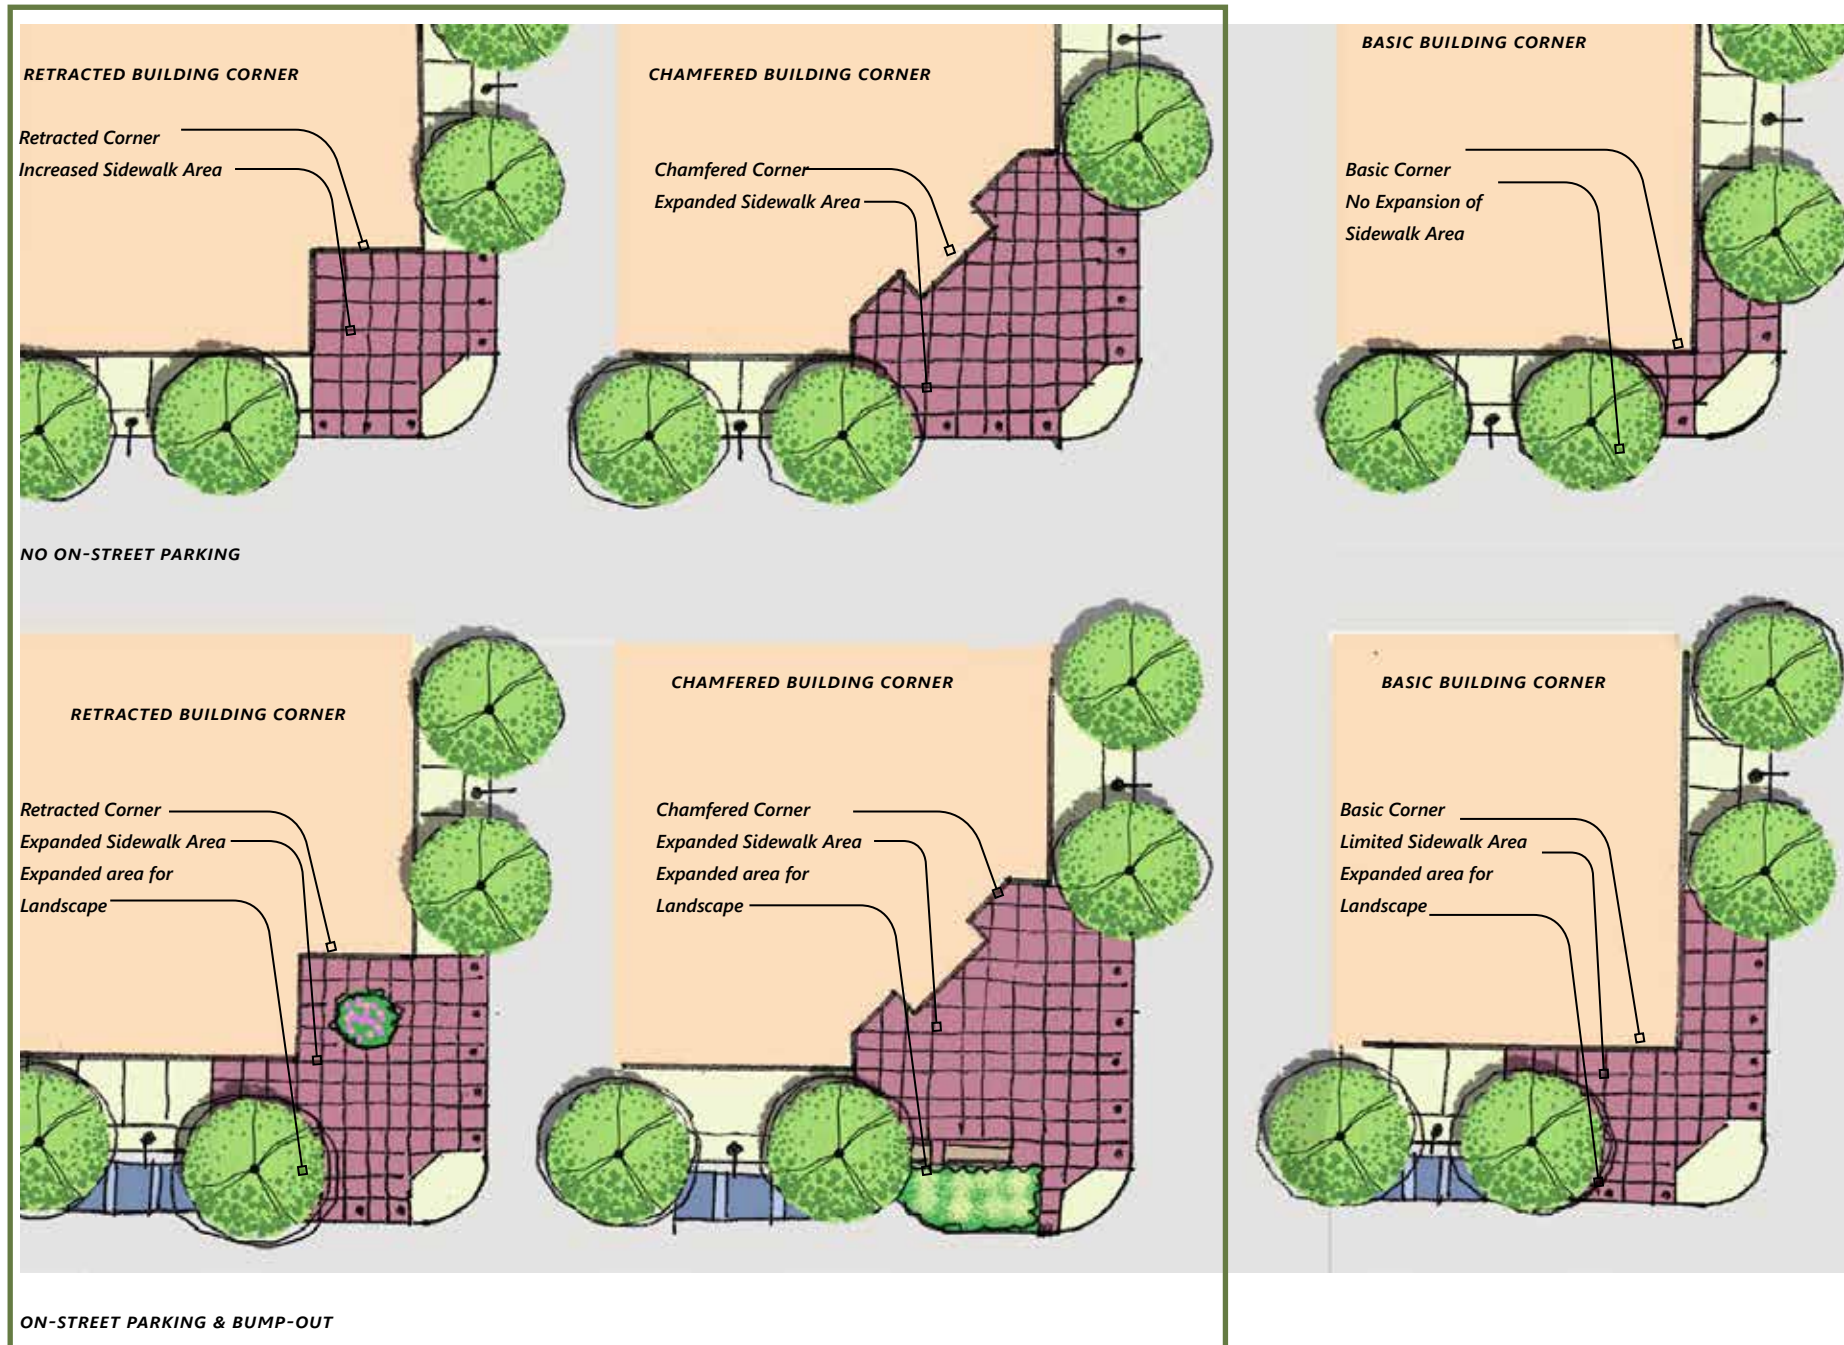 RETRACTED BUILDING CORNER
Retracted Corner
Increased Sidewalk Area
CHAMFERED BUILDING CORNER
Chamfered Corner
Expanded Sidewalk Area
BASIC BUILDING CORNER
Basic Corner
No Expansion of
Sidewalk Area
NO ON-STREET PARKING
RETRACTED BUILDING CORNER
Retracted Corner
Expanded Sidewalk Area
Expanded area for
Landscape
CHAMFERED BUILDING CORNER
Chamfered Corner
Expanded Sidewalk Area
Expanded area for
Landscape
BASIC BUILDING CORNER
Basic Corner
Limited Sidewalk Area
Expanded area for
Landscape
ON-STREET PARKING & BUMP-OUT